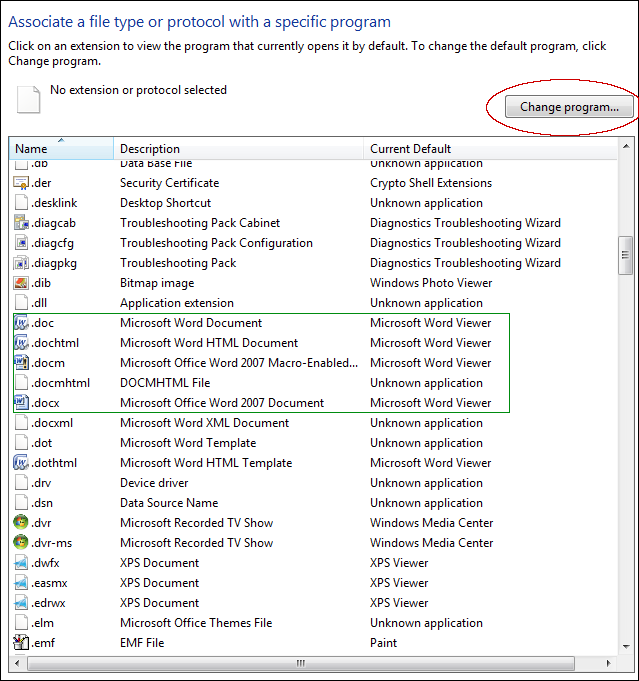 Associate a file type or protocol with a specific program
Click on an extension to view the program that currently opens it by default. To change the default program, click
Change program.
No extension or protocol selected
Change program...
Name Description Current Default
.db Data Base File Unknown application
.der Security Certificate Crypto Shell Extensions
.desklink Desktop Shortcut Unknown application
.diagcab Troubleshooting Pack Cabinet Diagnostics Troubleshooting Wizard
.diagcfg Troubleshooting Pack Configuration Diagnostics Troubleshooting Wizard
.diagpkg Troubleshooting Pack Diagnostics Troubleshooting Wizard
.dib Bitmap image Windows Photo Viewer
.dll Application extension Unknown application
.doc Microsoft Word Document Microsoft Word Viewer
.dochtml Microsoft Word HTML Document Microsoft Word Viewer
.docm Microsoft Office Word 2007 Macro-Enabled... Microsoft Word Viewer
.docmhtml DOCMHTML File Unknown application
.docx Microsoft Office Word 2007 Document Microsoft Word Viewer
.docxml Microsoft Word XML Document Unknown application
.dot Microsoft Word Template Unknown application
.dothtml Microsoft Word HTML Template Microsoft Word Viewer
.drv Device driver Unknown application
.dsn Data Source Name Unknown application
.dvr Microsoft Recorded TV Show Windows Media Center
.dvr-ms Microsoft Recorded TV Show Windows Media Center
.dwfx XPS Document XPS Viewer
.easmx XPS Document XPS Viewer
.edrwx XPS Document XPS Viewer
.elm Microsoft Office Themes File Unknown application
.emf EMF File Paint